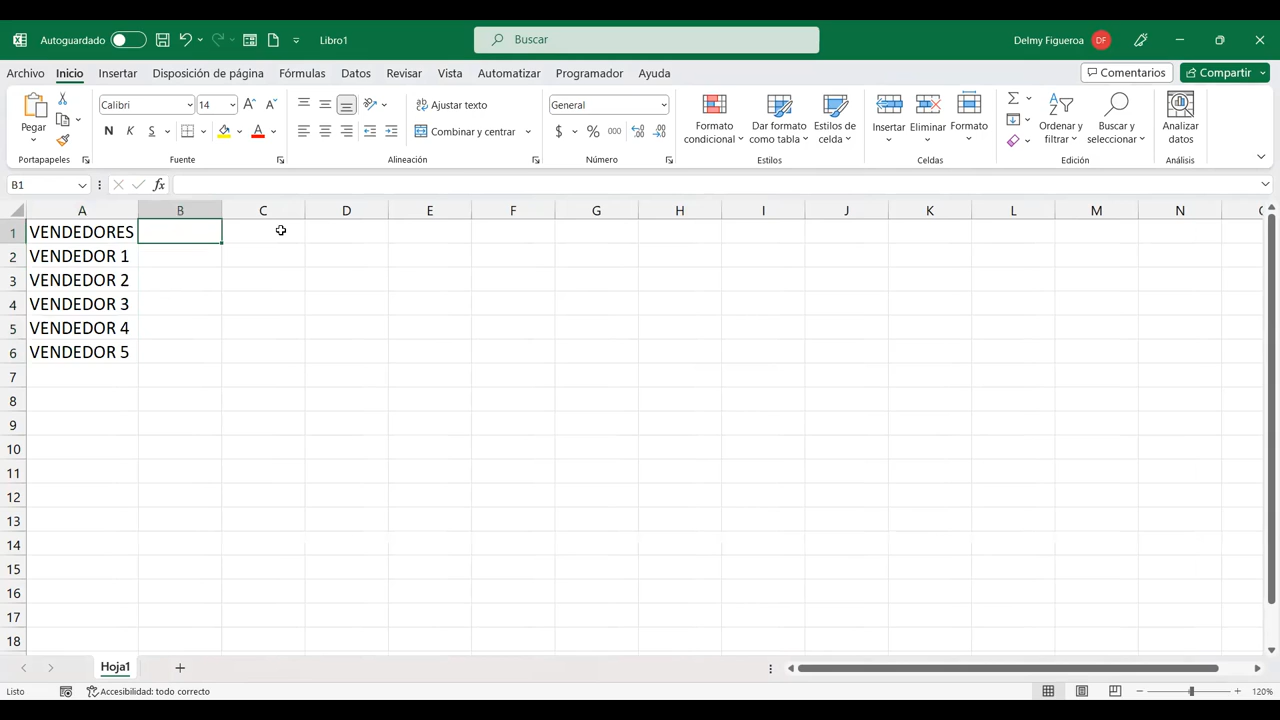 Autoguardado
Libro1
Buscar
Delmy Figueroa
DF
Archivo Inicio Insertar Disposición de página Fórmulas Datos Revisar Vista Automatizar Programador Ayuda
Comentarios
Compartir
Pegar
Portapapeles
Calibri 14
N K S
Fuente
Ajustar texto
Combinar y centrar
Alineación
General
$ % 000
Número
Formato condicional
Dar formato como tabla
Estilos de celda
Estilos
Insertar Eliminar Formato
Celdas
Ordenar y filtrar
Buscar y seleccionar
Edición
Analizar datos
Análisis
B1 fx
A B C D E F G H I J K L M N
1 VENDEDORES
2 VENDEDOR 1
3 VENDEDOR 2
4 VENDEDOR 3
5 VENDEDOR 4
6 VENDEDOR 5
7
8
9
10
11
12
13
14
15
16
17
18
Hoja1
Listo
Accesibilidad: todo correcto
120%